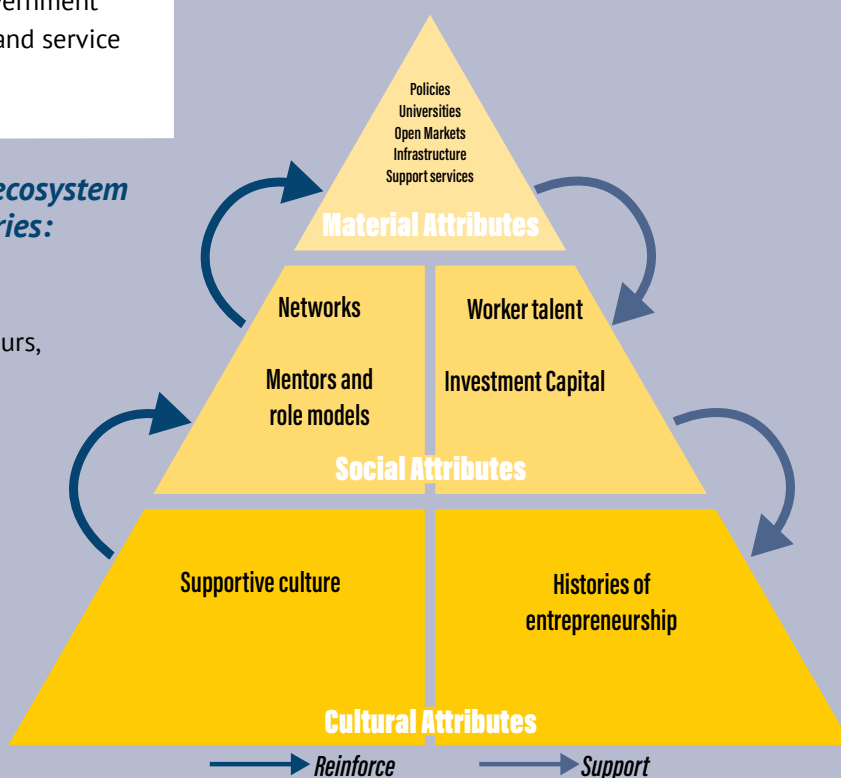 vernment
and service
ecosystem
ries:
urs,
Policies
Universities
Open Markets
Infrastructure
Support services
Material Attributes
Networks
Worker talent
Mentors and
role models
Investment Capital
Social Attributes
Supportive culture
Histories of
entrepreneurship
Cultural Attributes
Reinforce
Support